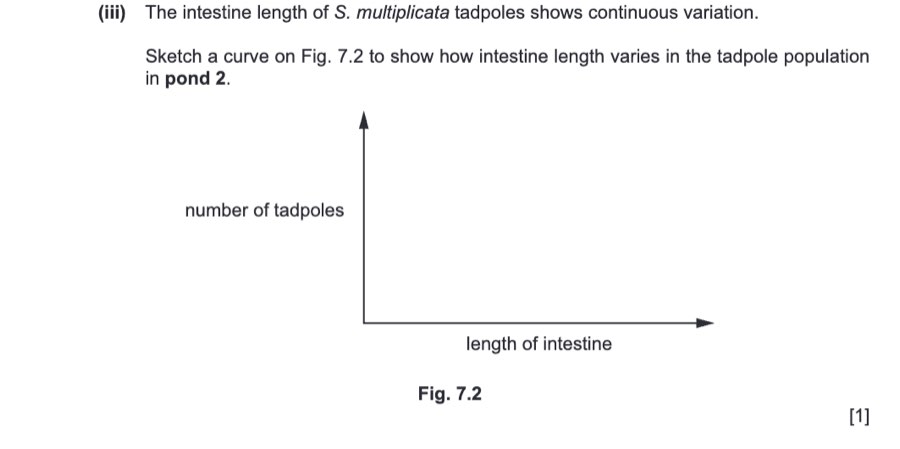 (iii) The intestine length of S. multiplicata tadpoles shows continuous variation.
Sketch a curve on Fig. 7.2 to show how intestine length varies in the tadpole population
in pond 2.
number of tadpoles
length of intestine
Fig. 7.2
[1]